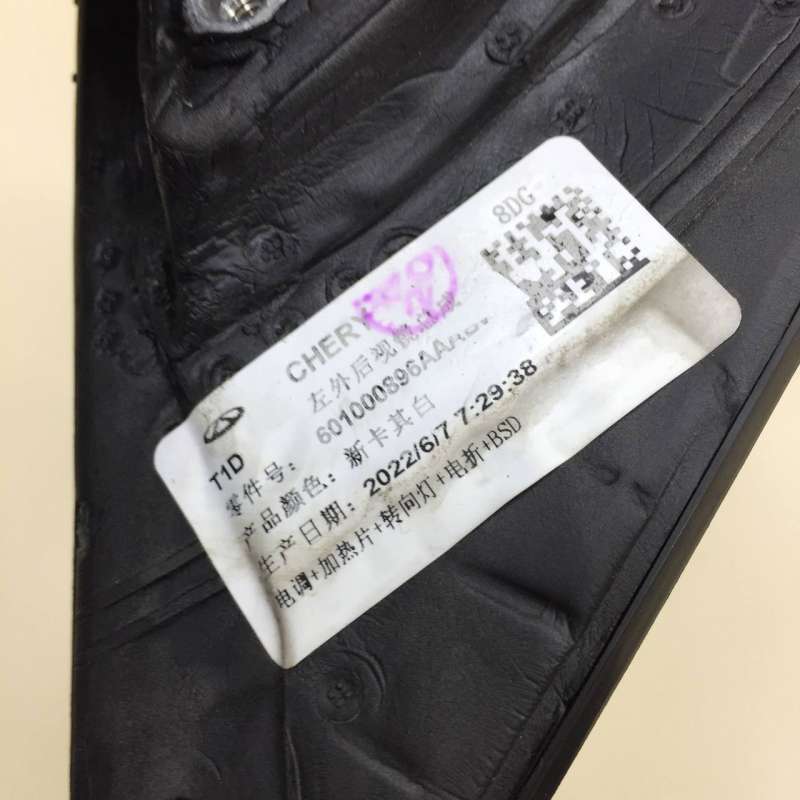 CHERY
8DG
T1D 左外后视镜总成
零件号：601000896AAABV
产品颜色：新卡其白
生产日期：2022/6/7 7:29:38
电调+加热片+转向灯+电折+BSD